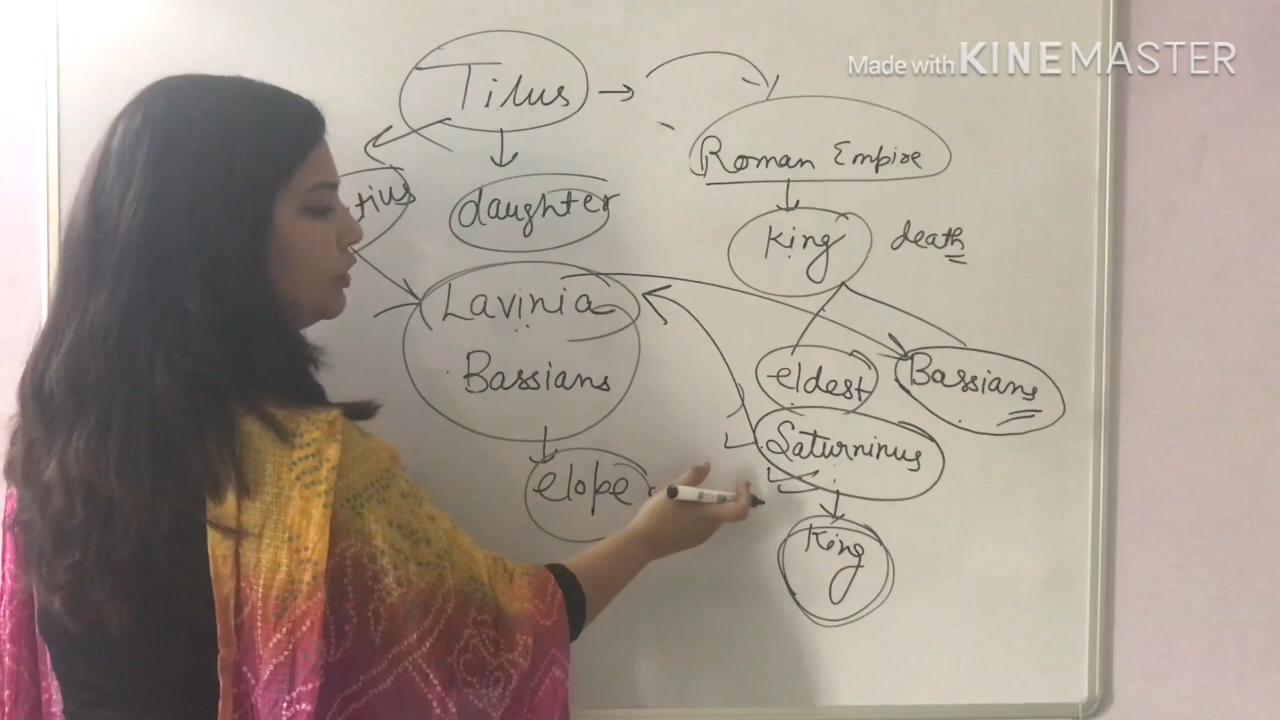 Made with KINEMASTER
Titus
Roman Empire
tius
daughter
King
death
Lavinia
Bassians
eldest
Bassians
Saturninus
elope
King